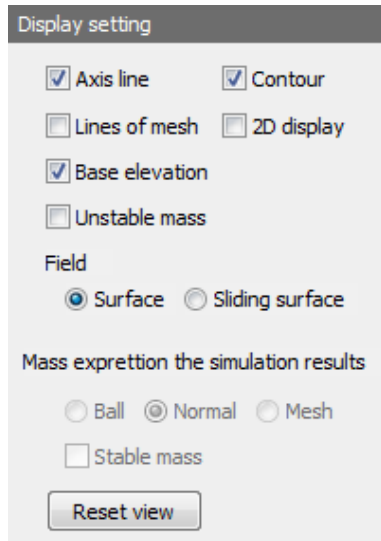 Display setting
Axis line Contour
Lines of mesh 2D display
Base elevation
Unstable mass
Field
Surface Sliding surface
Mass exprettion the simulation results
Ball Normal Mesh
Stable mass
Reset view